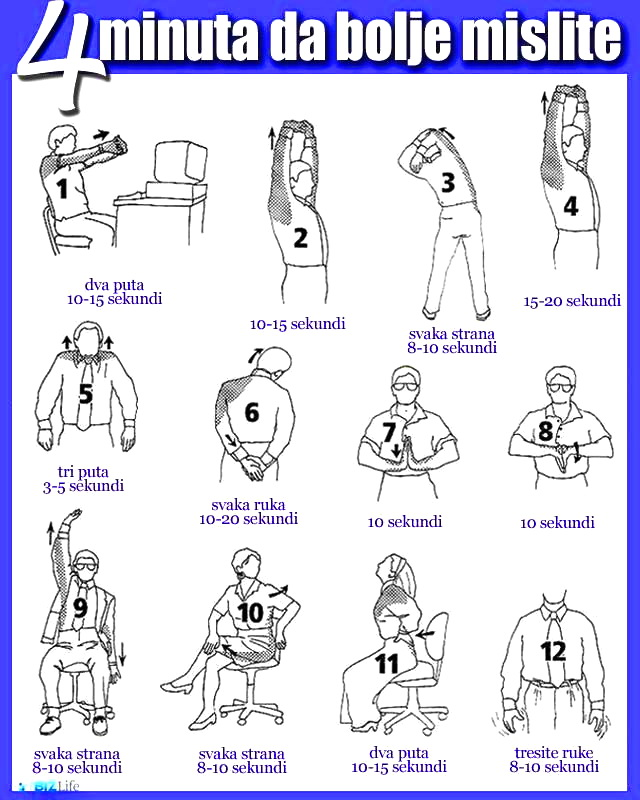 4 minuta da bolje mislite
1
dva puta
10-15 sekundi
2
10-15 sekundi
3
svaka strana
8-10 sekundi
4
15-20 sekundi
5
tri puta
3-5 sekundi
6
svaka ruka
10-20 sekundi
7
10 sekundi
8
10 sekundi
9
svaka strana
8-10 sekundi
10
svaka strana
8-10 sekundi
11
dva puta
10-15 sekundi
12
tresite ruke
8-10 sekundi
BIZLife